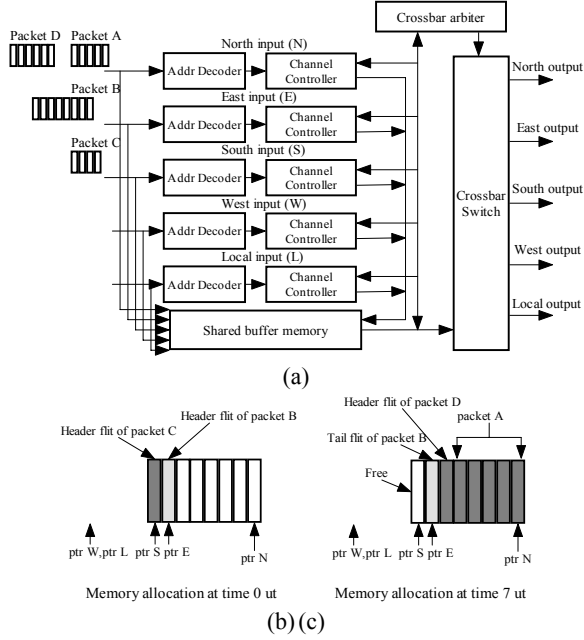 Crossbar arbiter
Packet D
Packet A
North input (N)
Addr Decoder
Channel
Controller
North output
Packet B
East input (E)
Addr Decoder
Channel
Controller
East output
Packet C
South input (S)
Addr Decoder
Channel
Controller
South output
Crossbar
Switch
West input (W)
Addr Decoder
Channel
Controller
West output
Local input (L)
Addr Decoder
Channel
Controller
Local output
Shared buffer memory
(a)
Header flit of packet B
Header flit of packet C
ptr W,ptr L
ptr S
ptr E
ptr N
Memory allocation at time 0 ut
Header flit of packet D
packet A
Tail flit of packet B
Free
ptr W,ptr L
ptr S
ptr E
ptr N
Memory allocation at time 7 ut
(b) (c)